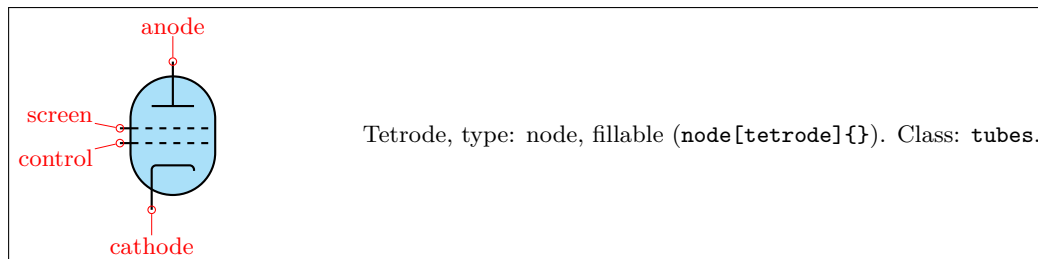 anode
screen
control
cathode
Tetrode, type: node, fillable (node[tetrode]{}). Class: tubes.